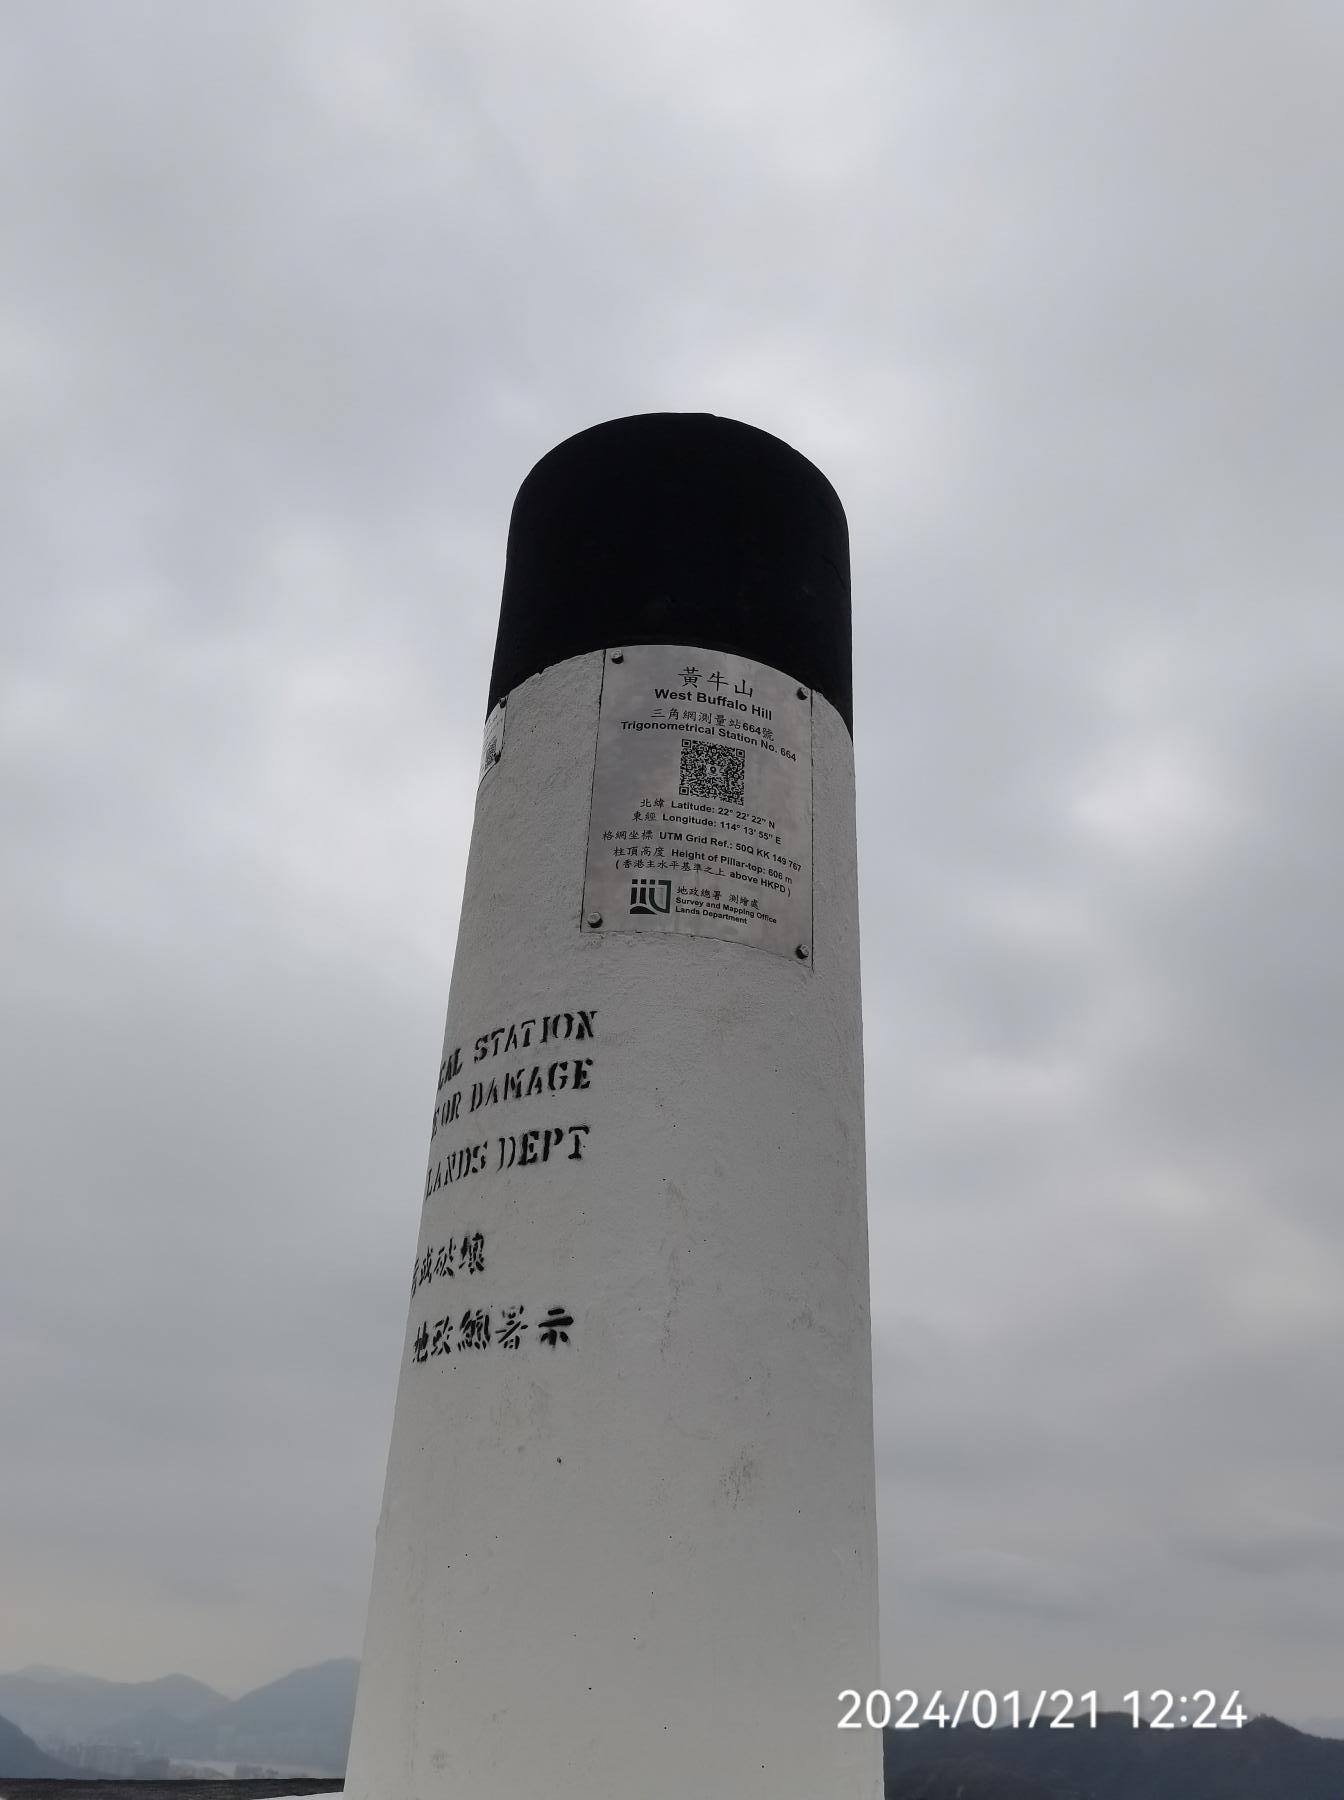 黃牛山
West Buffalo Hill
三角網測量站664號
Trigonometrical Station No. 664
北緯 Latitude: 22° 22' 22" N
東經 Longitude: 114° 13' 55" E
格網坐標 UTM Grid Ref.: 50Q KK 149 767
柱頂高度 Height of Pillar-top: 606 m
(香港主水平基準之上 above HKPD)
地政總署 測繪處
Survey and Mapping Office
Lands Department
CAL STATION
E OR DAMAGE
LANDS DEPT
或破壞
地政總署示
2024/01/21 12:24